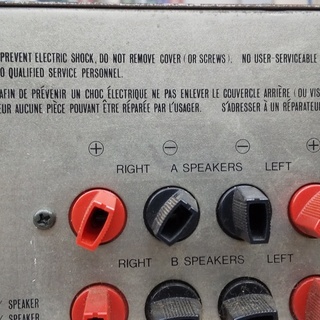 PREVENT ELECTRIC SHOCK, DO NOT REMOVE COVER (OR SCREWS). NO USER-SERVICEABLE
O QUALIFIED SERVICE PERSONNEL.
AFIN DE PRÉVENIR UN CHOC ÉLECTRIQUE NE PAS ENLEVER LE COUVERCLE ARRIÈRE (OU VIS
EUR AUCUNE PIÈCE POUVANT ÊTRE RÉPARÉE PAR L'USAGER. S'ADRESSER À UN RÉPARATEUR
+ − − +
RIGHT A SPEAKERS LEFT
RIGHT B SPEAKERS LEFT
SPEAKER
SPEAKER